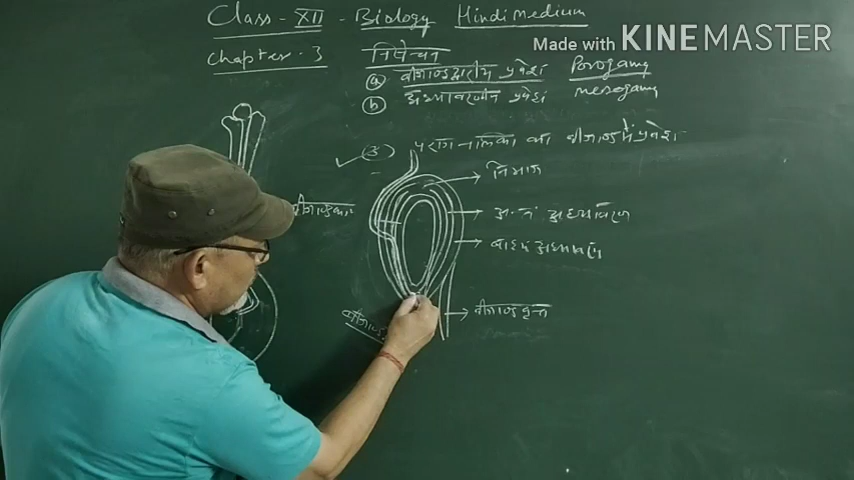 Class - XII - Biology Hindi medium
Made with KINEMASTER
Chapter - 3
निषेचन
(a) बीजाण्डद्वारीय प्रवेश Porogamy
(b) अध्यावरणीय प्रवेश mesogamy
(3) परागनलिका का बीजाण्ड में प्रवेश
निभाग
अध्यावरण
बाह्य अध्यावरण
बीजाण्डवृन्त